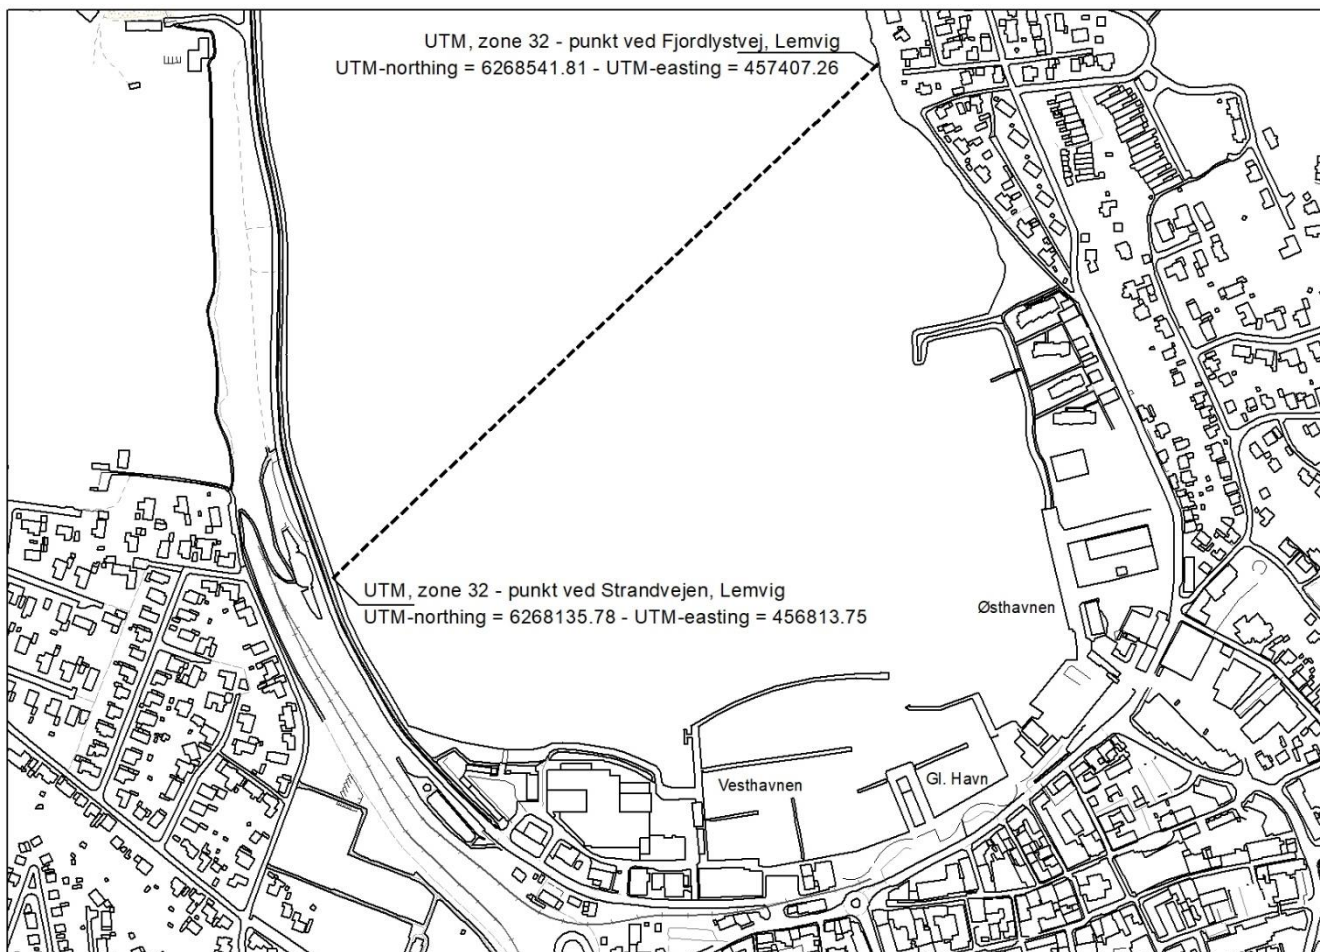 UTM, zone 32 - punkt ved Fjordlystvej, Lemvig
UTM-northing = 6268541.81 - UTM-easting = 457407.26
UTM, zone 32 - punkt ved Strandvejen, Lemvig
UTM-northing = 6268135.78 - UTM-easting = 456813.75
Østhavnen
Vesthavnen
Gl. Havn